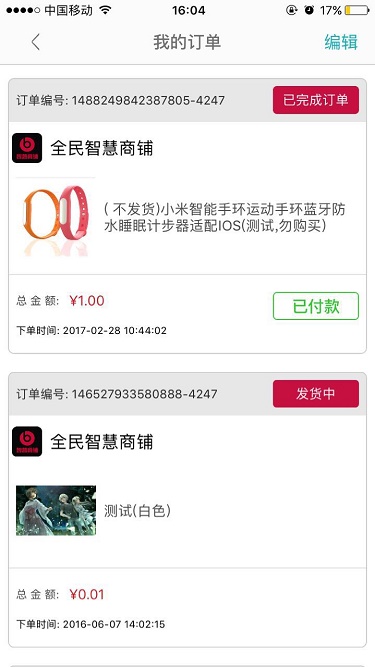 中国移动 16:04 17%
我的订单 编辑
订单编号: 1488249842387805-4247 已完成订单
全民智慧商铺
( 不发货)小米智能手环运动手环蓝牙防
水睡眠计步器适配IOS(测试,勿购买)
总 金 额: ¥1.00 已付款
下单时间: 2017-02-28 10:44:02
订单编号: 146527933580888-4247 发货中
全民智慧商铺
测试(白色)
总 金 额: ¥0.01
下单时间: 2016-06-07 14:02:15